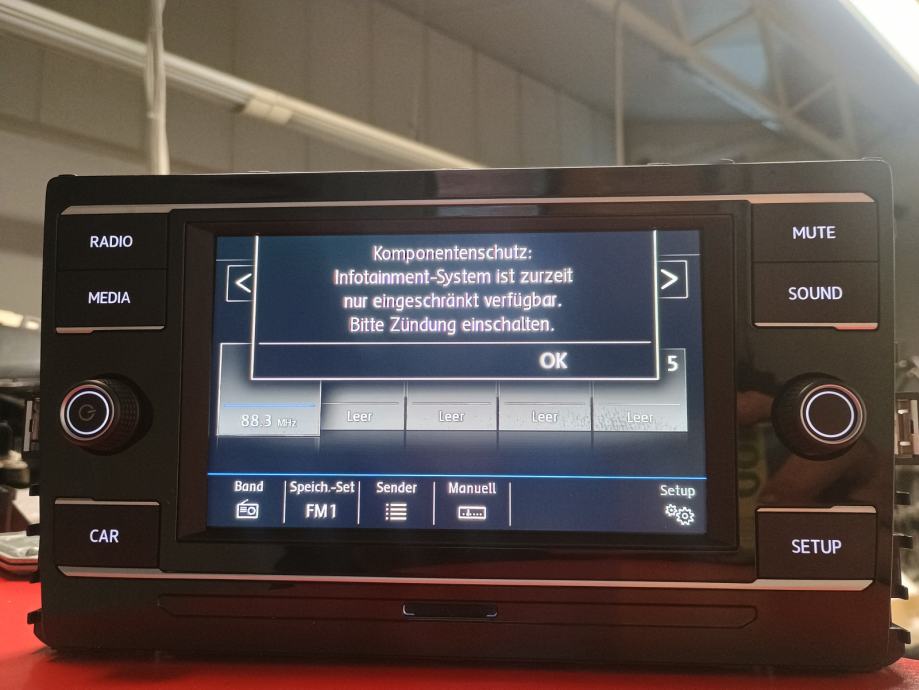 RADIO
MEDIA
CAR
MUTE
SOUND
SETUP
<
Komponentenschutz:
Infotainment-System ist zurzeit
nur eingeschränkt verfügbar.
Bitte Zündung einschalten.
OK
>
5
88.3 MHz
Leer
Leer
Leer
Leer
Band
Speich.-Set
FM1
Sender
Manuell
Setup